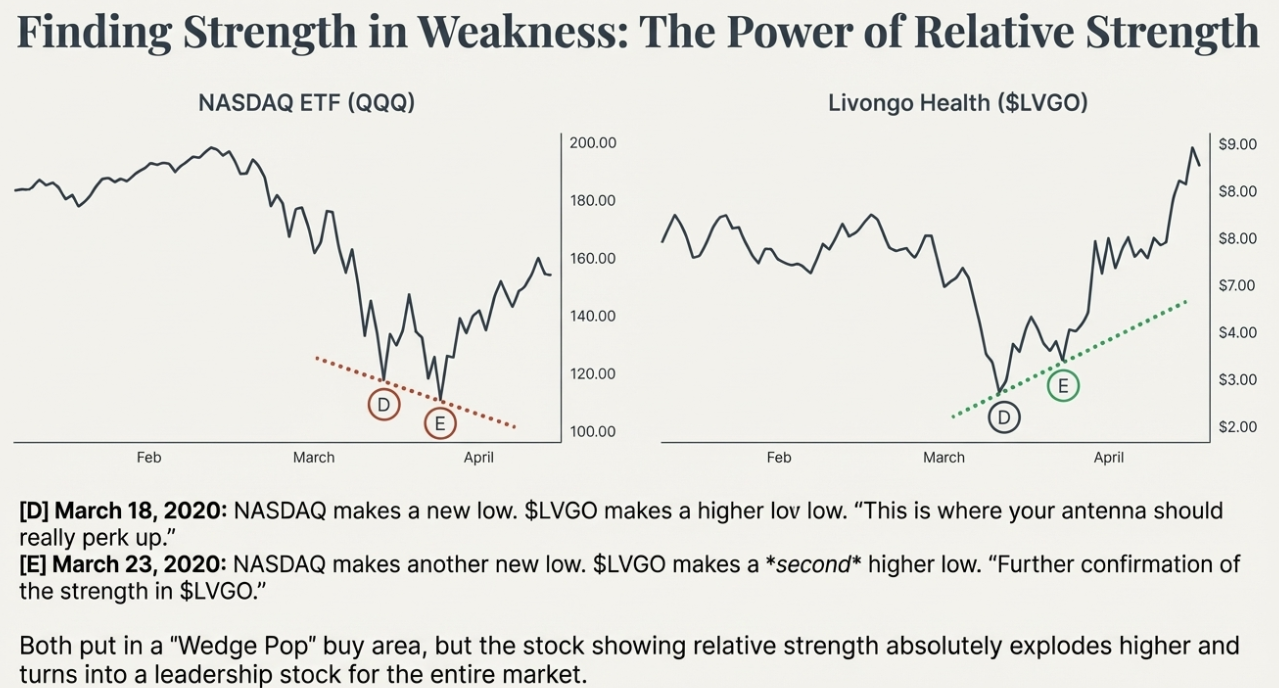 Finding Strength in Weakness: The Power of Relative Strength
NASDAQ ETF (QQQ)
Livongo Health ($LVGO)
200.00
180.00
160.00
140.00
120.00
100.00
D
E
Feb
March
April
$9.00
$8.00
$8.00
$7.00
$4.00
$3.00
$2.00
D
E
Feb
March
April
[D] March 18, 2020: NASDAQ makes a new low. $LVGO makes a higher lov low. “This is where your antenna should
really perk up.”
[E] March 23, 2020: NASDAQ makes another new low. $LVGO makes a *second* higher low. “Further confirmation of
the strength in $LVGO.”
Both put in a “Wedge Pop” buy area, but the stock showing relative strength absolutely explodes higher and
turns into a leadership stock for the entire market.